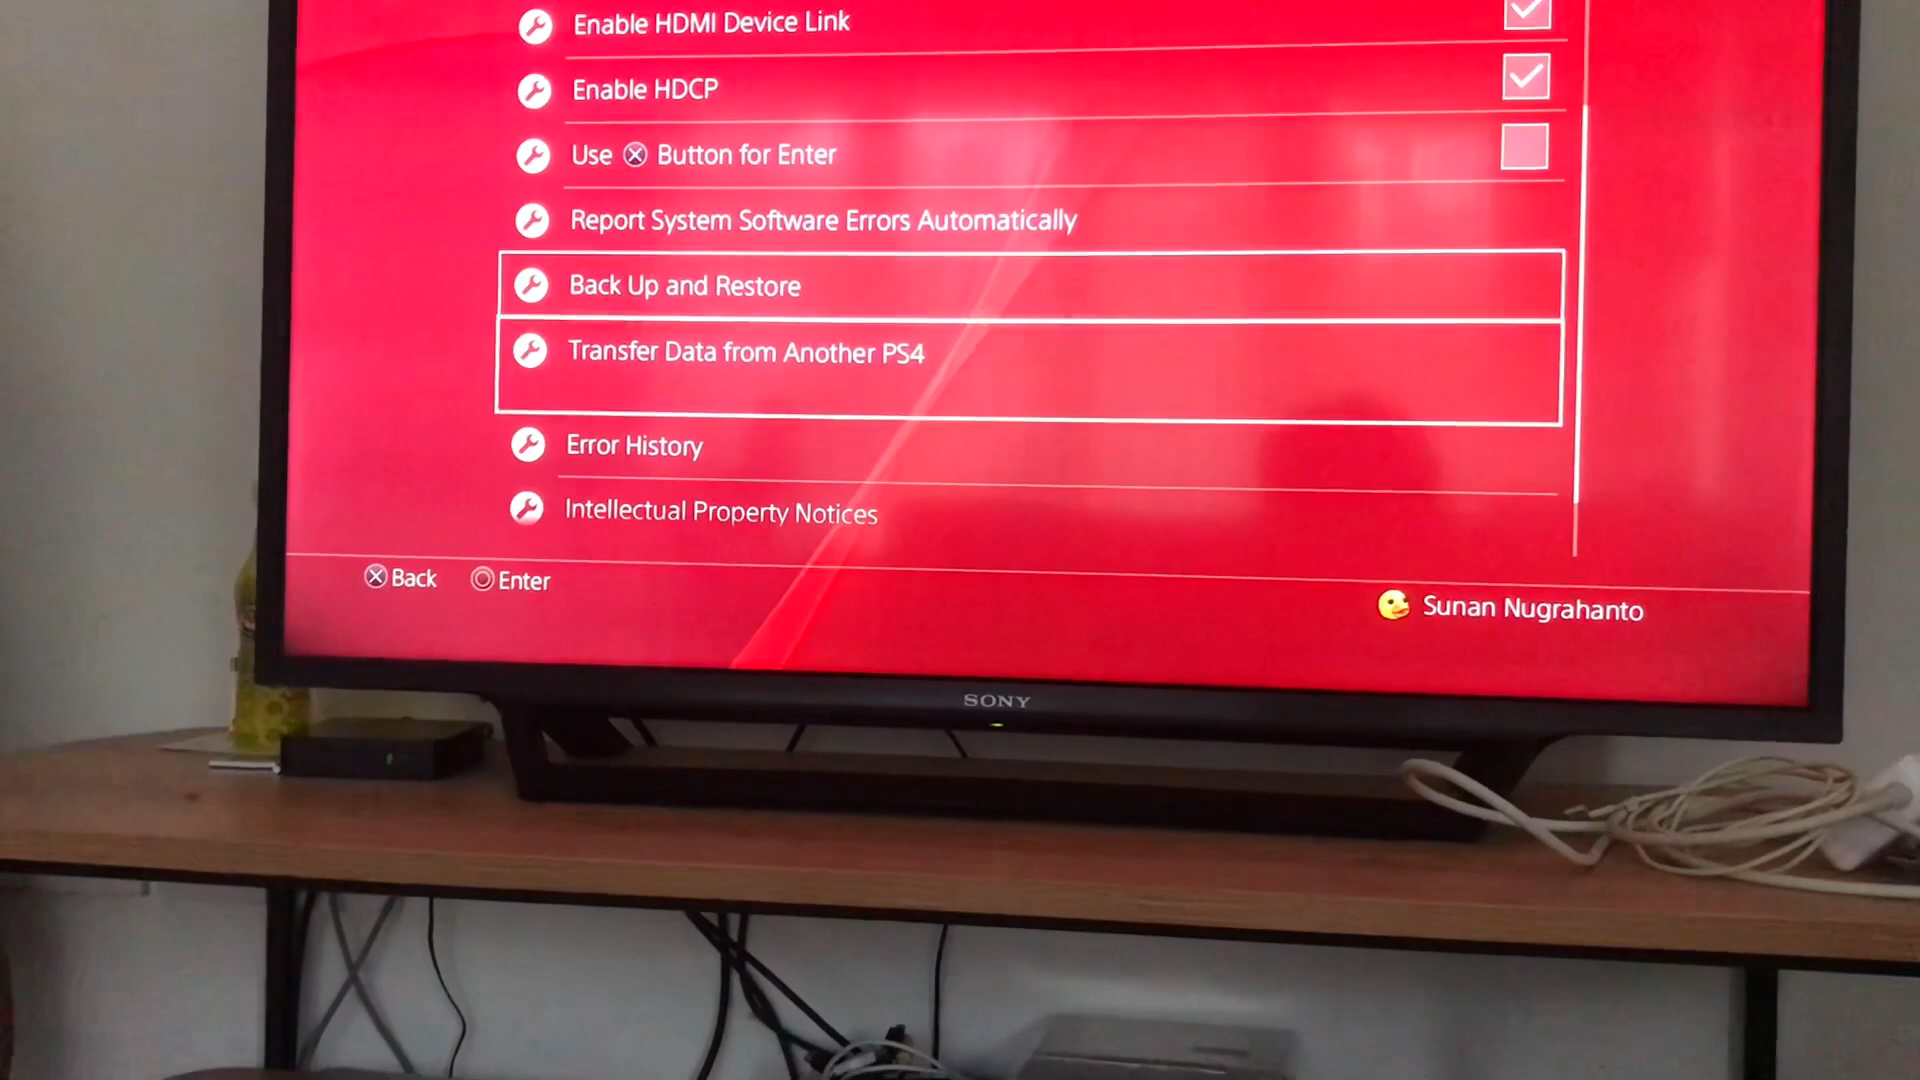 Enable HDMI Device Link
Enable HDCP
Use ⓧ Button for Enter
Report System Software Errors Automatically
Back Up and Restore
Transfer Data from Another PS4
Error History
Intellectual Property Notices
ⓧ Back ◎ Enter
Sunan Nugrahanto
SONY